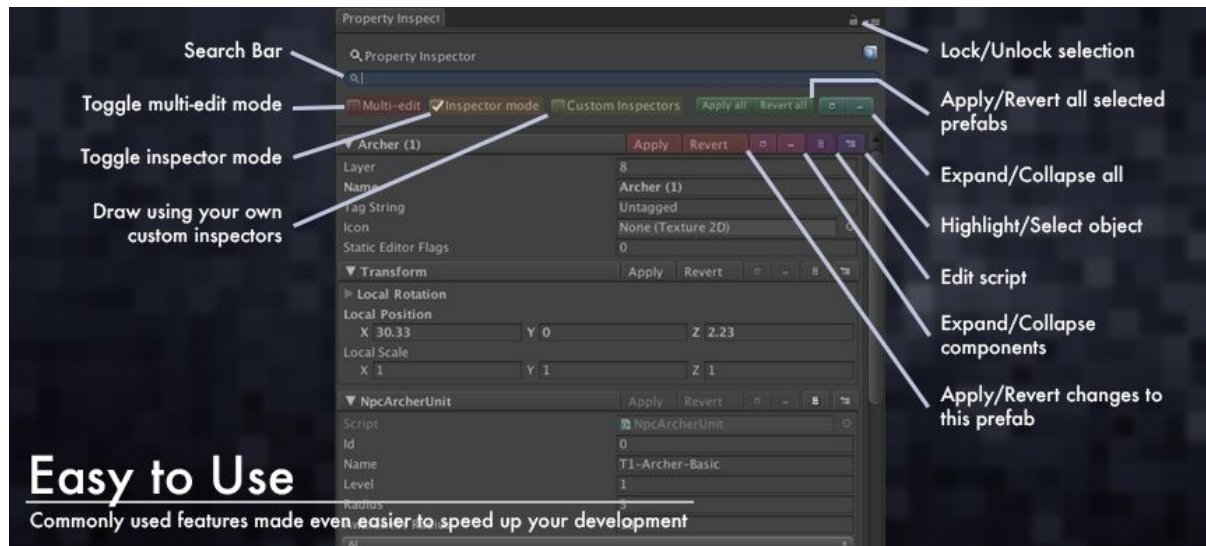 Property Inspect
Search Bar
Property Inspector
Lock/Unlock selection
Toggle multi-edit mode
Multi-edit Inspector mode Custom Inspectors Apply all Revert all
Apply/Revert all selected
prefabs
Toggle inspector mode
Archer (1) Apply Revert
Expand/Collapse all
Layer 8
Name Archer (1)
Tag String Untagged
Draw using your own
custom inspectors
Icon None (Texture 2D)
Highlight/Select object
Static Editor Flags 0
Transform Apply Revert
Edit script
Local Rotation
Local Position
X 30.33 Y 0 Z 2.23
Expand/Collapse
components
Local Scale
X 1 Y 1 Z 1
NpcArcherUnit Apply Revert
Apply/Revert changes to
this prefab
Script NpcArcherUnit
Id 0
Name T1-Archer-Basic
Level 1
Radius
Easy to Use
Commonly used features made even easier to speed up your development